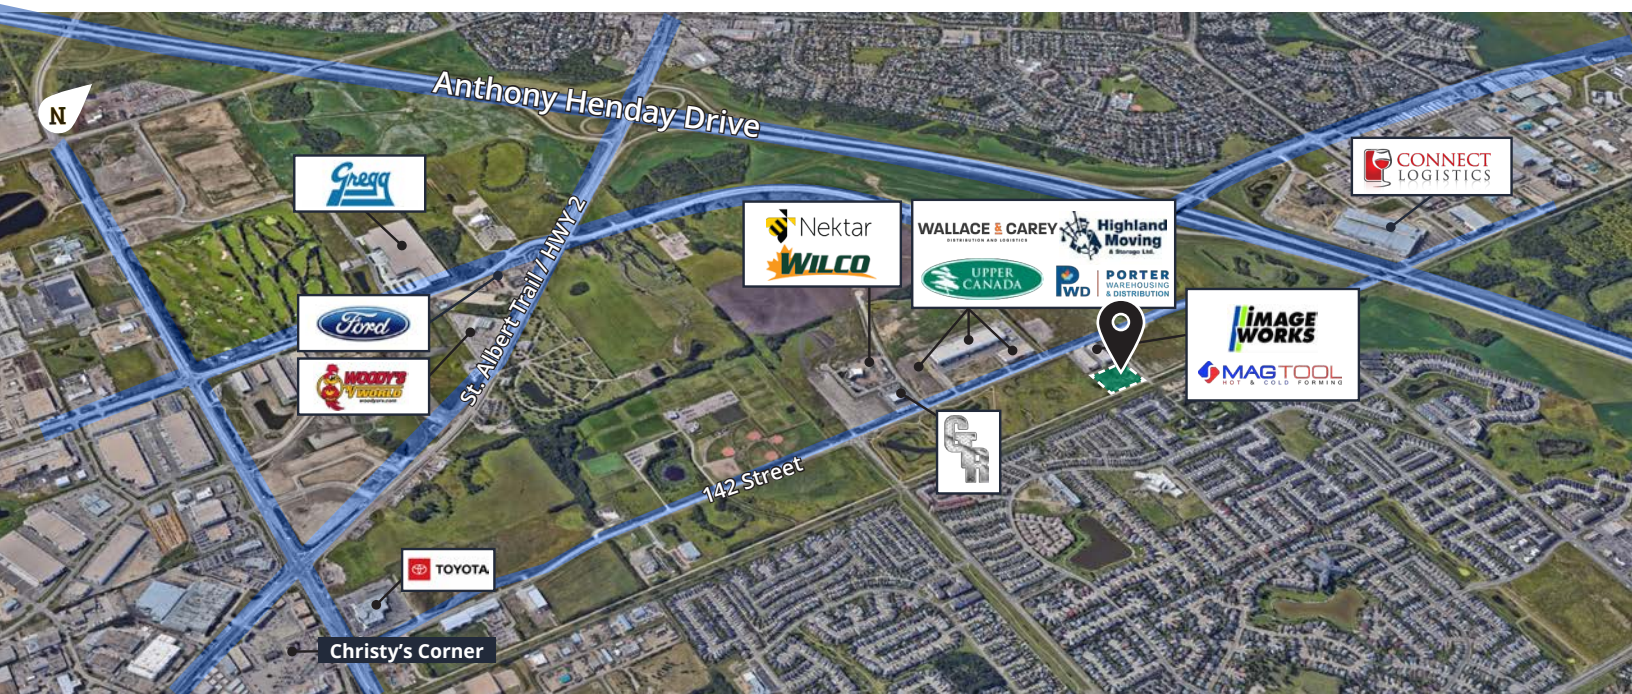 N
Anthony Henday Drive
Gregg
CONNECT
LOGISTICS
Nektar
WILCO
WALLACE & CAREY
DISTRIBUTION AND LOGISTICS
Highland
Moving
& Storage Ltd.
UPPER
CANADA
PWD
PORTER
WAREHOUSING
& DISTRIBUTION
St. Albert Trail / HWY 2
Ford
WOODY'S
RV WORLD
woodysrv.com
iMAGE
WORKS
MAGTOOL
HOT & COLD FORMING
142 Street
TOYOTA
Christy's Corner